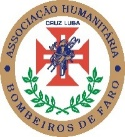 ASSOCIAÇÃO HUMANITÁRIA
CRUZ LUSA
BOMBEIROS DE FARO